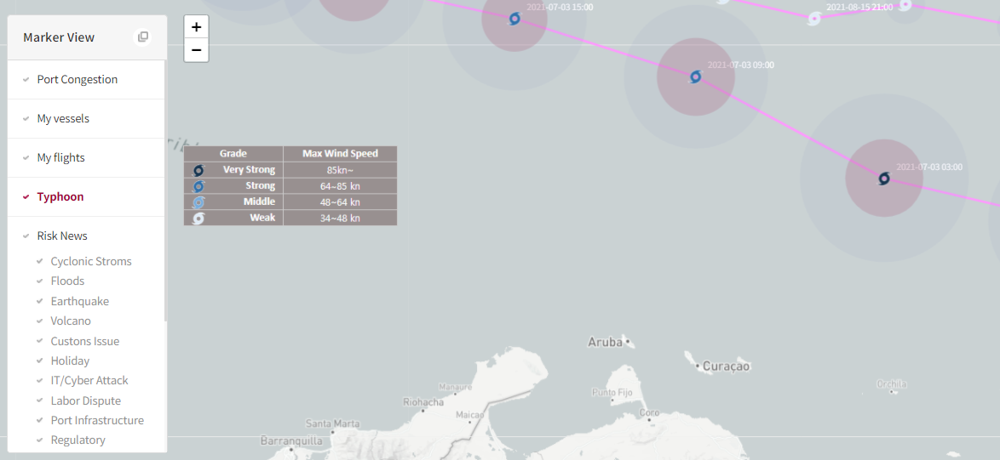 Marker View
Port Congestion
My vessels
My flights
Typhoon
Risk News
Cyclonic Stroms
Floods
Earthquake
Volcano
Custons Issue
Holiday
IT/Cyber Attack
Labor Dispute
Port Infrastructure
Regulatory
+
−
2021-07-03 15:00
2021-08-15 21:00
2021-07-03 09:00
2021-07-03 03:00
Grade Max Wind Speed
Very Strong 85kn~
Strong 64~85 kn
Middle 48~64 kn
Weak 34~48 kn
Aruba
Curaçao
Manaure
Orchila
Punto Fijo
Riohacha
Maicao
Coro
Santa Marta
Barranquilla